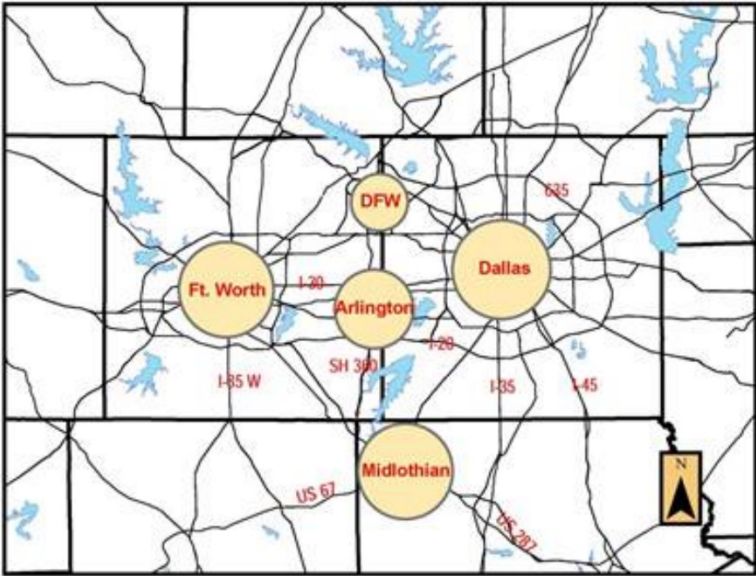 635
DFW
Dallas
Ft. Worth
I-30
Arlington
I-20
SH 360
I-35 W
I-35
I-45
N
Midlothian
US 67
US 287